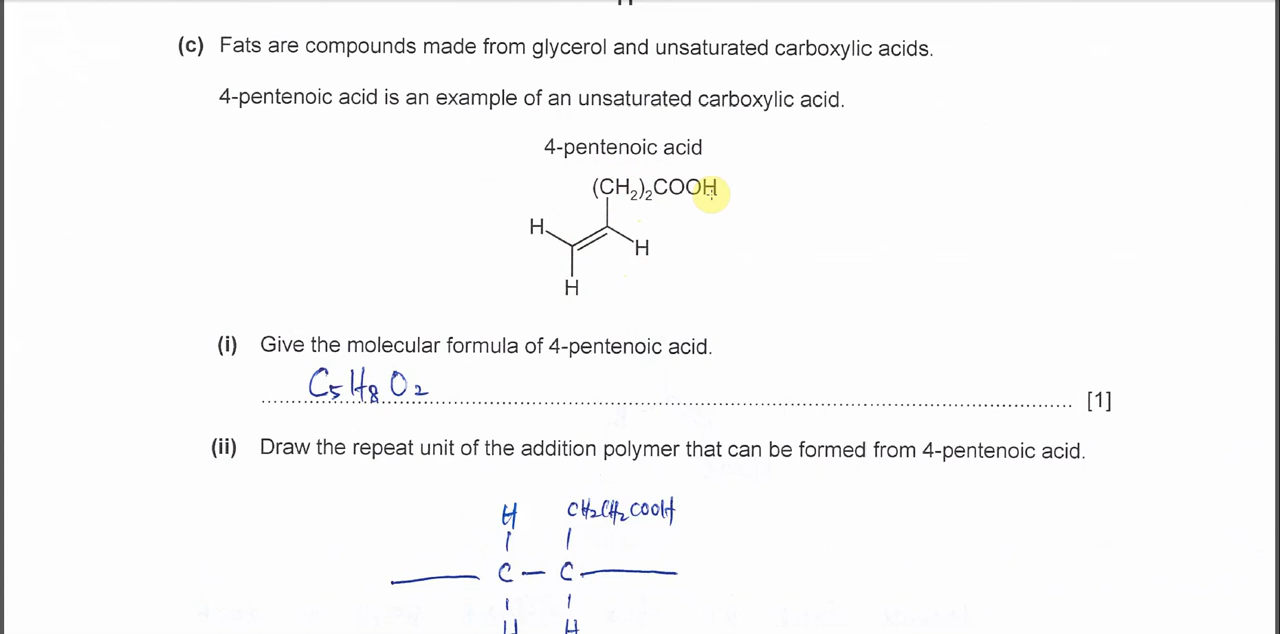 H
(c) Fats are compounds made from glycerol and unsaturated carboxylic acids.
4-pentenoic acid is an example of an unsaturated carboxylic acid.
4-pentenoic acid
(CH₂)₂COOH
H
H
H
(i) Give the molecular formula of 4-pentenoic acid.
C₅H₈O₂
[1]
(ii) Draw the repeat unit of the addition polymer that can be formed from 4-pentenoic acid.
H CH₂CH₂COOH
C – C
H H